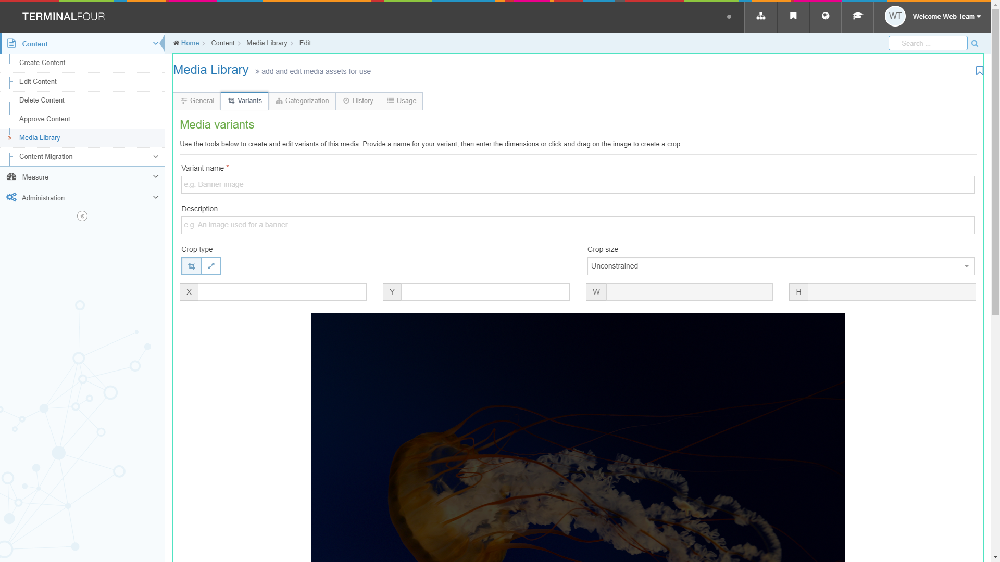 TERMINALFOUR
WT Welcome Web Team
Content
Create Content
Edit Content
Delete Content
Approve Content
Media Library
Content Migration
Measure
Administration
Home Content Media Library Edit
Search ...
Media Library » add and edit media assets for use
General Variants Categorization History Usage
Media variants
Use the tools below to create and edit variants of this media. Provide a name for your variant, then enter the dimensions or click and drag on the image to create a crop.
Variant name *
e.g. Banner image
Description
e.g. An image used for a banner
Crop type Crop size
Unconstrained
X Y W H